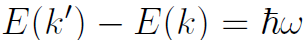 E(k′) − E(k) = ħω